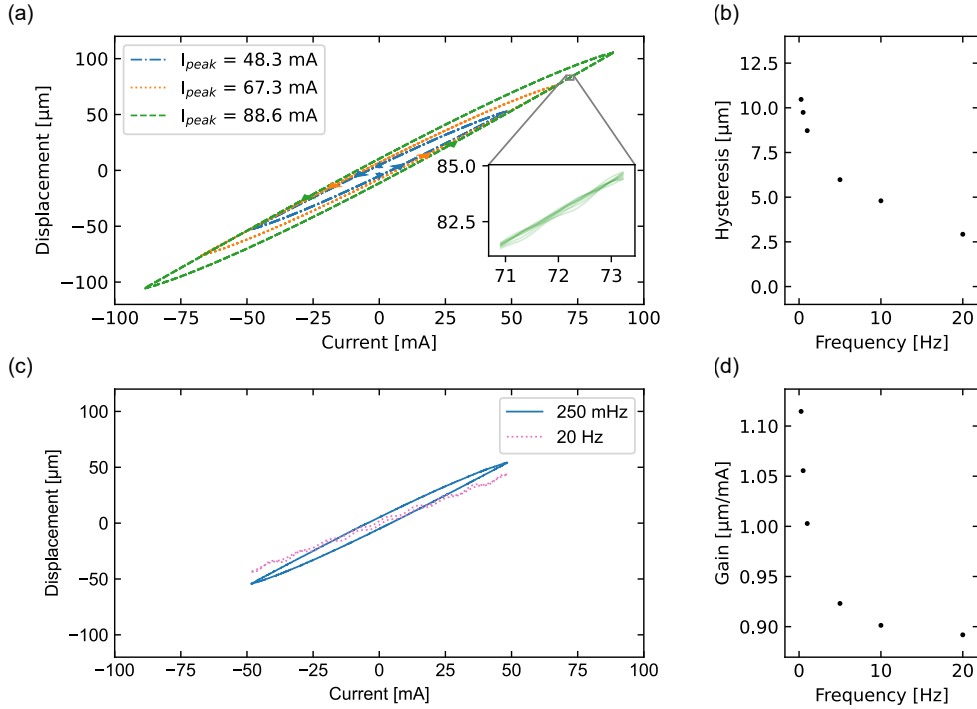 (a)
I_peak = 48.3 mA
I_peak = 67.3 mA
I_peak = 88.6 mA
100
50
0
−50
−100
Displacement [µm]
85.0
82.5
71
72
73
−100
−75
−50
−25
0
25
50
75
100
Current [mA]
(b)
12.5
10.0
7.5
5.0
2.5
0.0
Hysteresis [µm]
0
10
20
Frequency [Hz]
(c)
250 mHz
20 Hz
100
50
0
−50
−100
Displacement [µm]
−100
−75
−50
−25
0
25
50
75
100
Current [mA]
(d)
1.10
1.05
1.00
0.95
0.90
Gain [µm/mA]
0
10
20
Frequency [Hz]